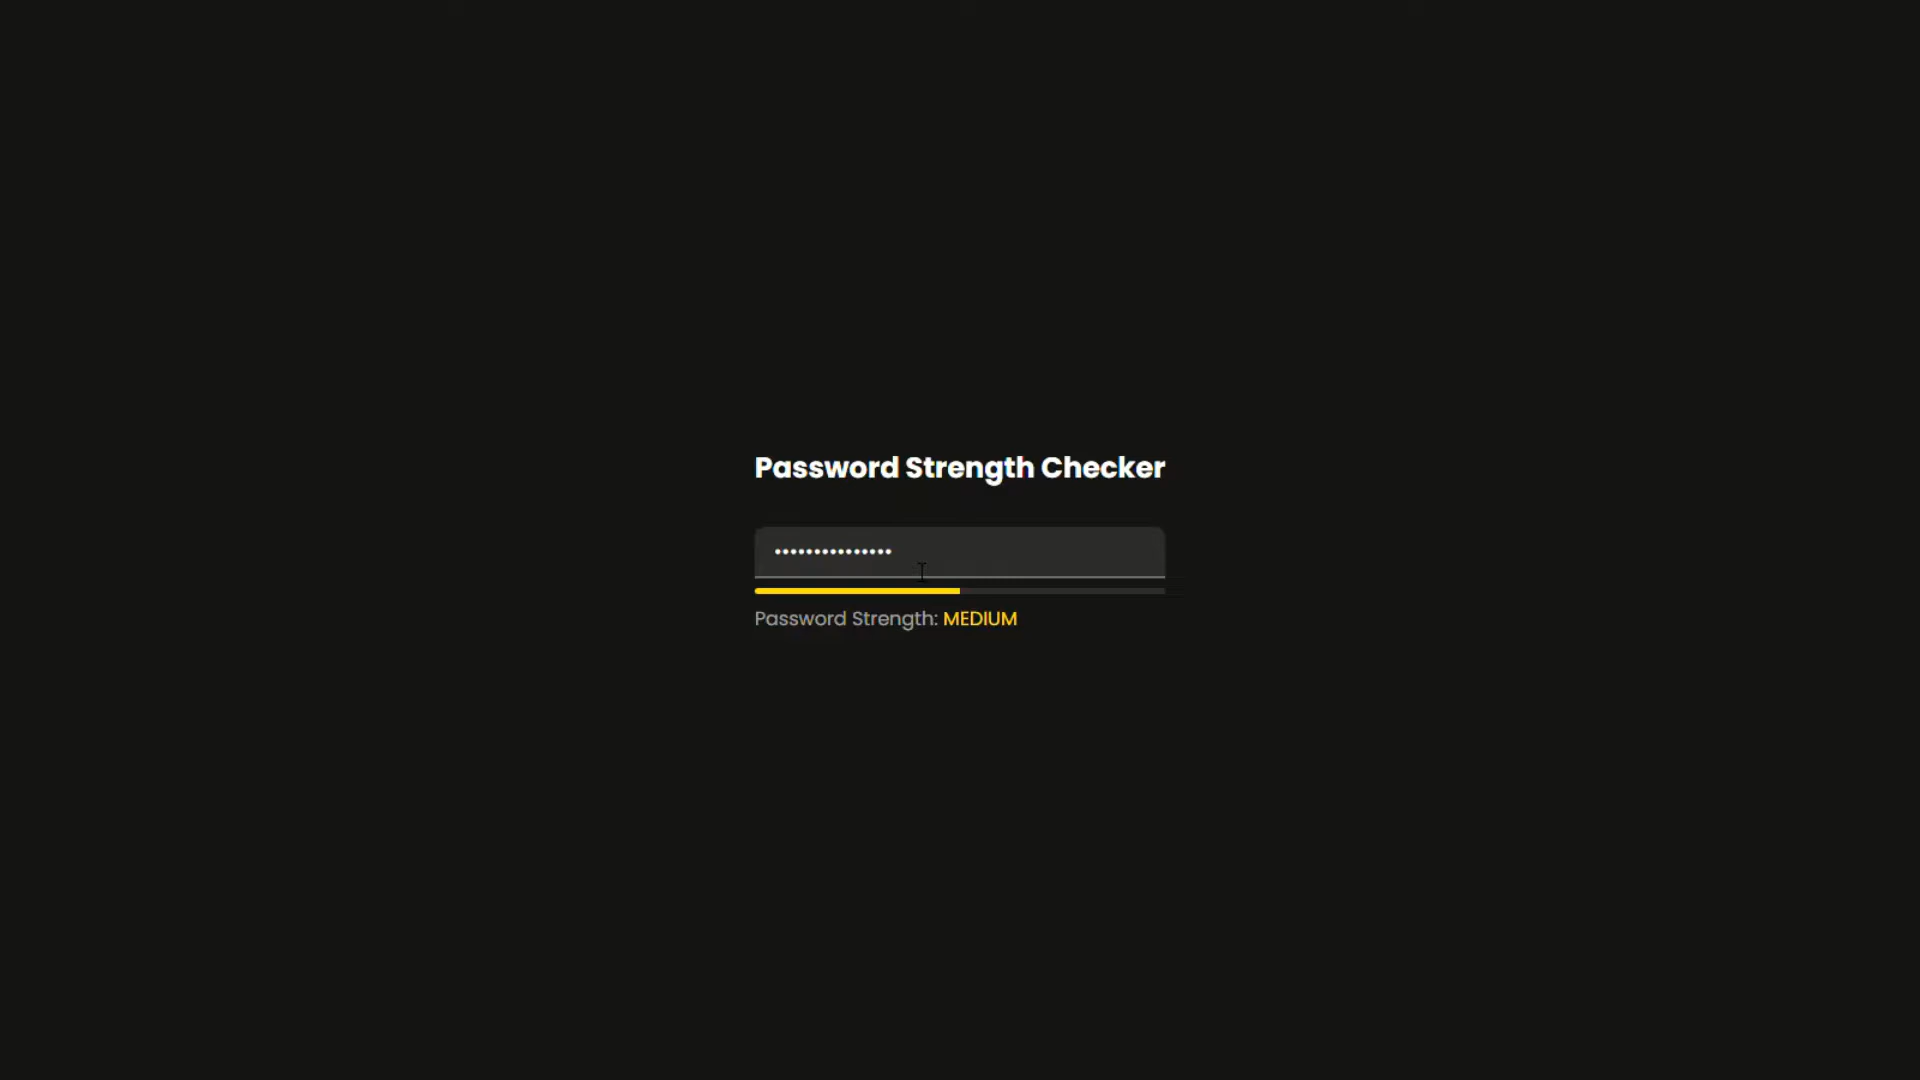 Password Strength Checker
•••••••••••••••
Password Strength: MEDIUM